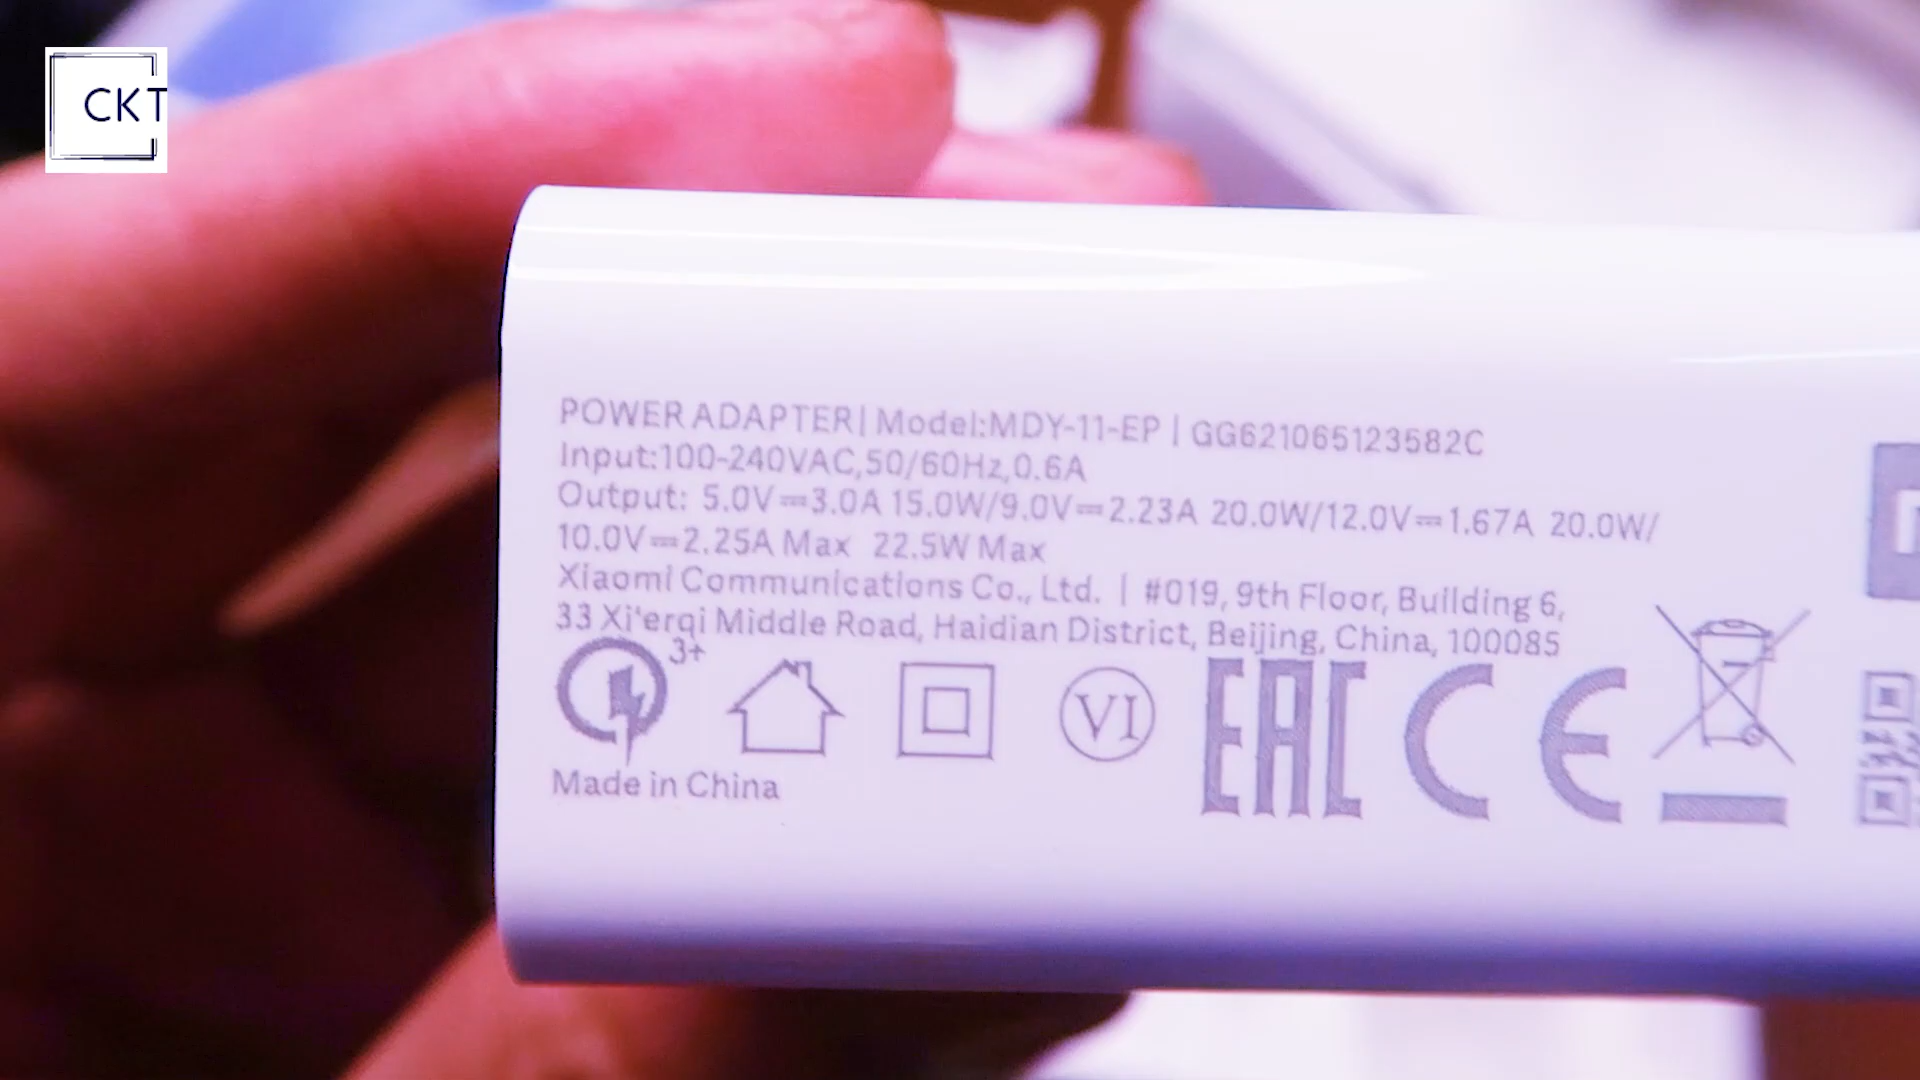 CKT
POWER ADAPTER| Model:MDY-11-EP | GG621065123582C
Input:100-240VAC,50/60Hz,0.6A
Output: 5.0V⎓3.0A 15.0W/9.0V⎓2.23A 20.0W/12.0V⎓1.67A 20.0W/
10.0V⎓2.25A Max 22.5W Max
Xiaomi Communications Co., Ltd. | #019, 9th Floor, Building 6,
33 Xi'erqi Middle Road, Haidian District, Beijing, China, 100085
3+ VI EAC CE
Made in China